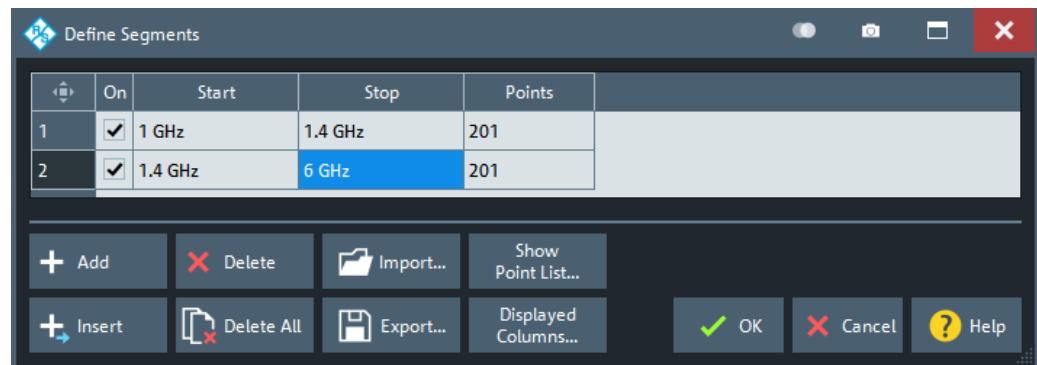 R&S Define Segments
On Start Stop Points
1 1 GHz 1.4 GHz 201
2 1.4 GHz 6 GHz 201
Add Delete Import... Show
Point List...
Insert Delete All Export... Displayed
Columns... OK Cancel ? Help